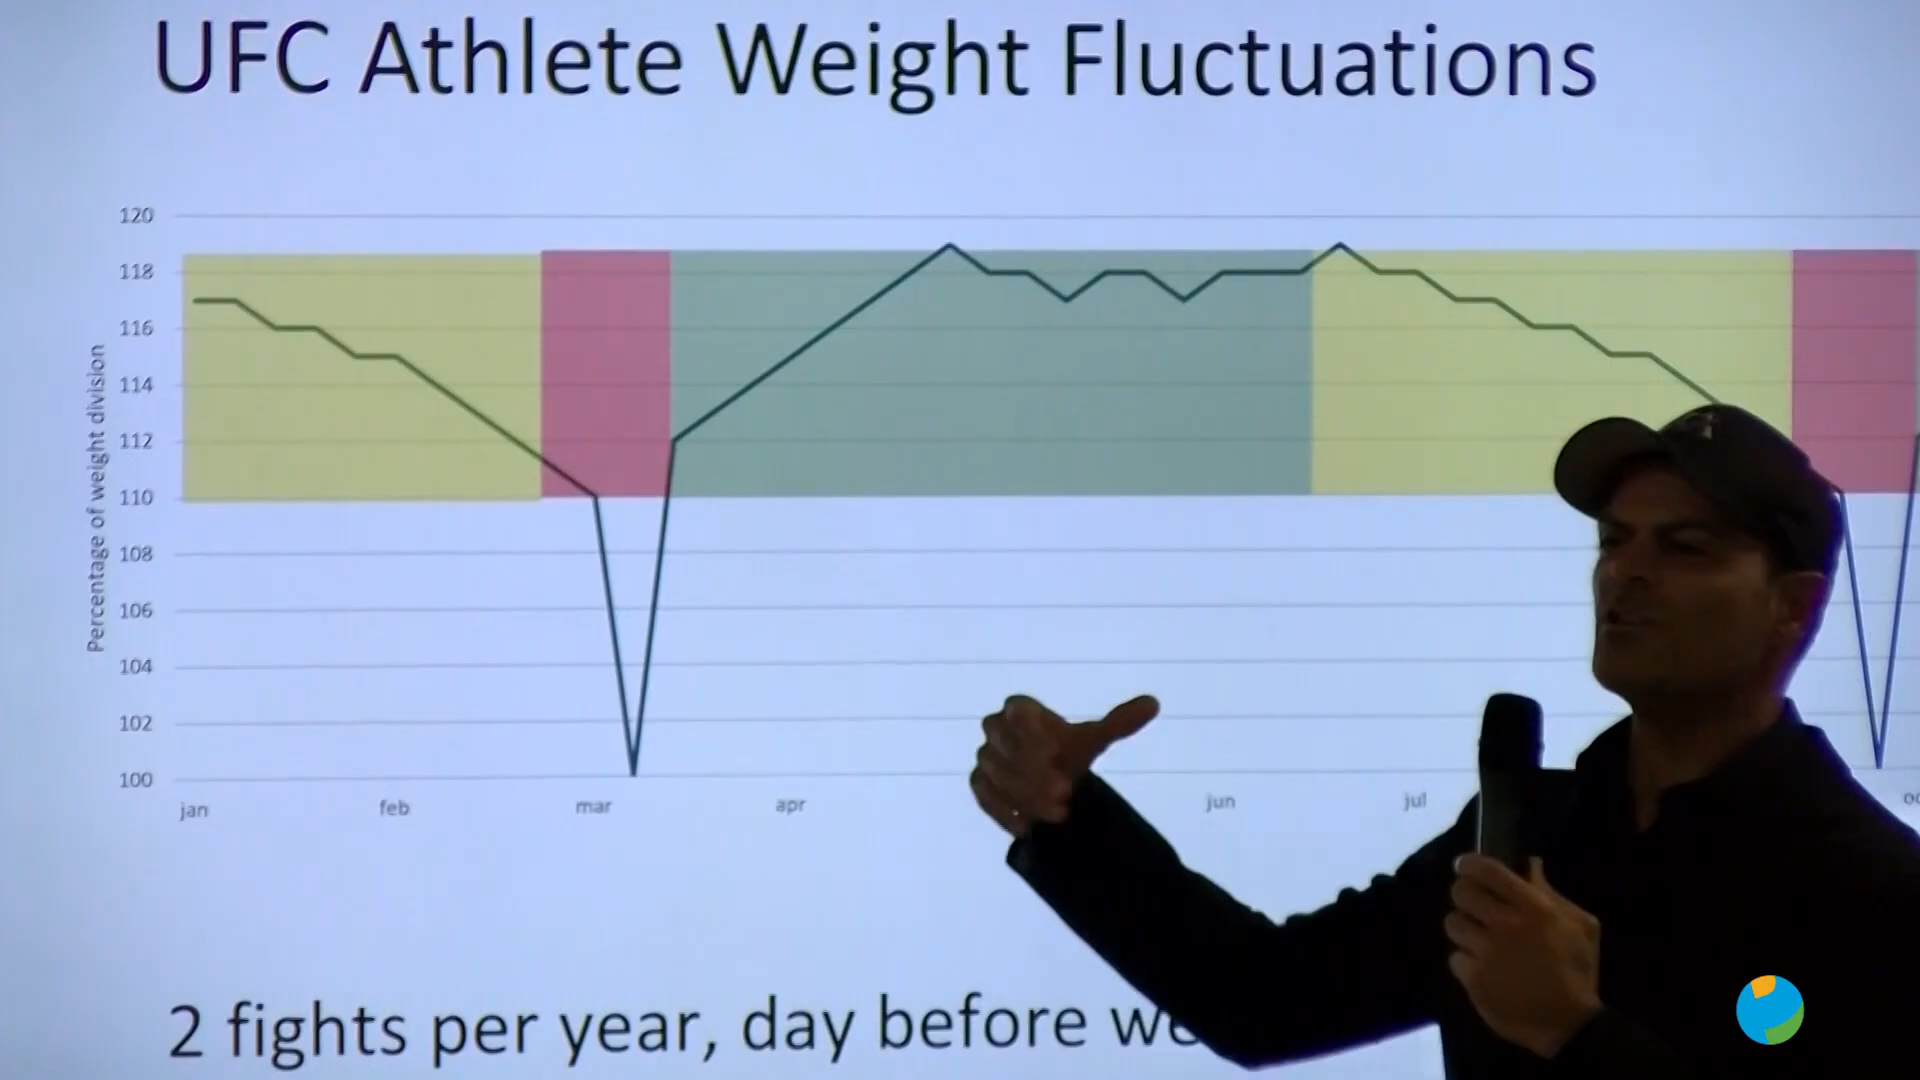 UFC Athlete Weight Fluctuations
120
118
116
114
112
110
108
106
104
102
100
Percentage of weight division
jan feb mar apr jun jul
2 fights per year, day before